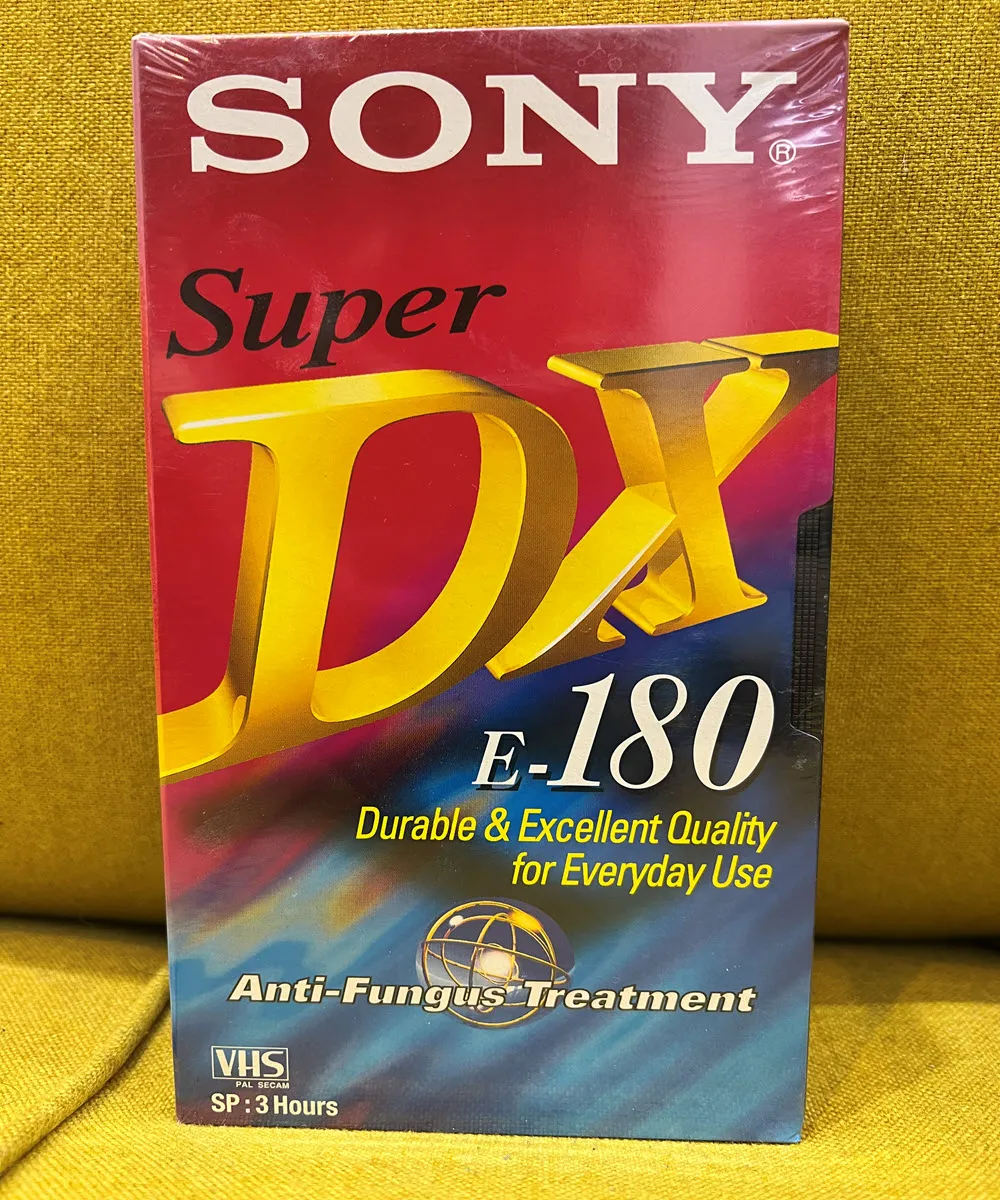 SONY®
Super
DX
E-180
Durable & Excellent Quality
for Everyday Use
Anti-Fungus Treatment
VHS
PAL SECAM
SP : 3 Hours